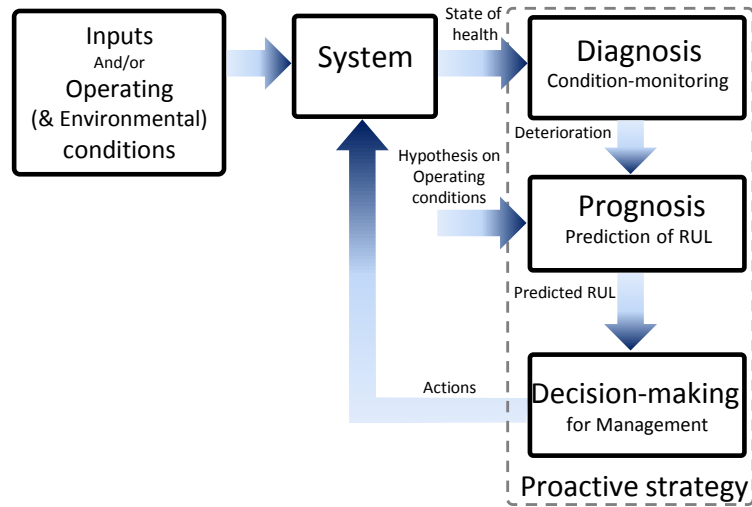 Inputs
And/or
Operating
(& Environmental)
conditions
System
State of
health
Diagnosis
Condition-monitoring
Deterioration
Hypothesis on
Operating
conditions
Prognosis
Prediction of RUL
Predicted RUL
Actions
Decision-making
for Management
Proactive strategy